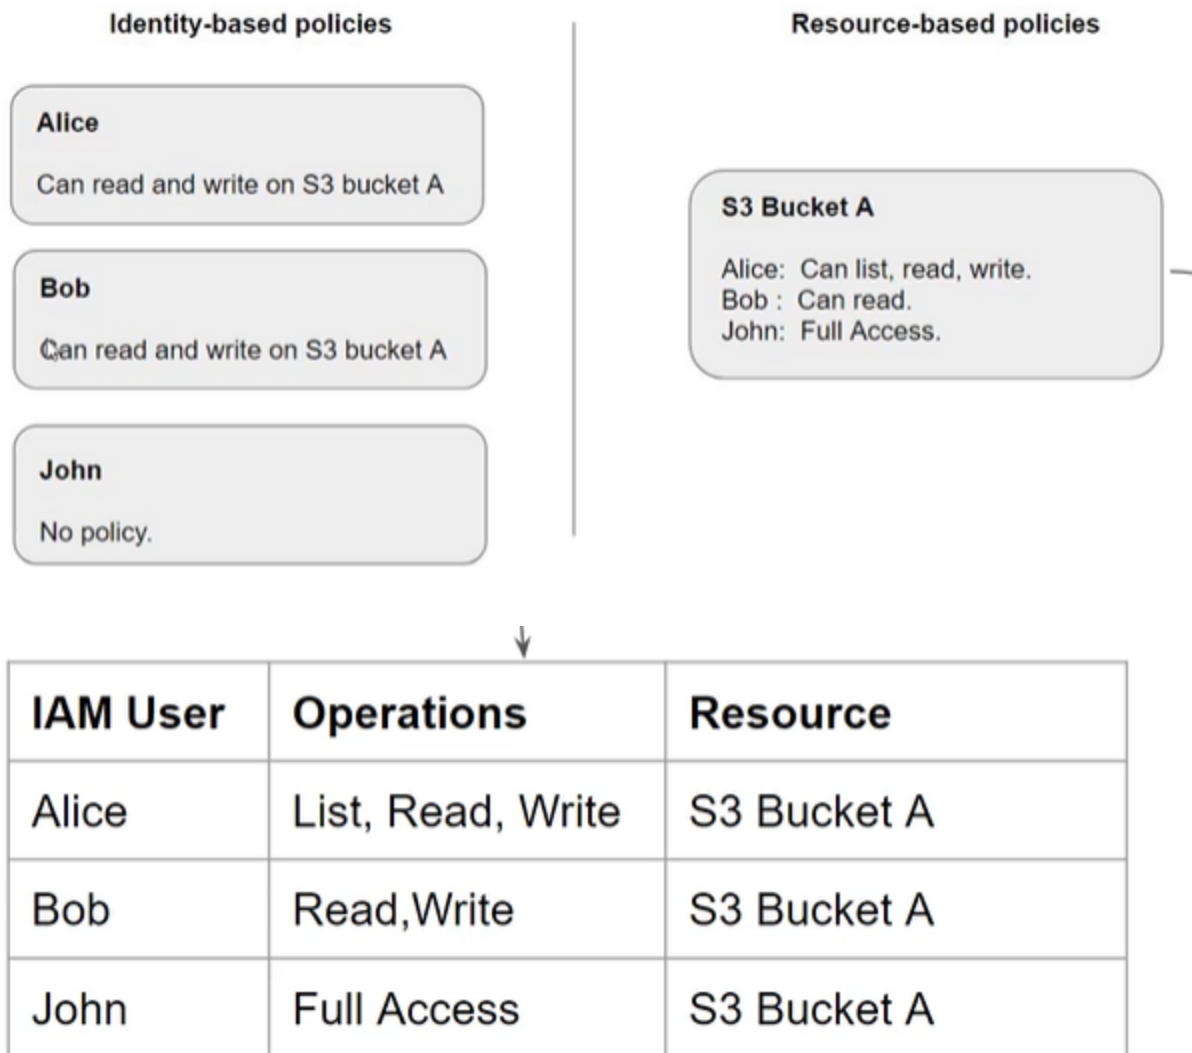 Identity-based policies
Resource-based policies
Alice
Can read and write on S3 bucket A
Bob
Can read and write on S3 bucket A
John
No policy.
S3 Bucket A
Alice:  Can list, read, write.
Bob :  Can read.
John:  Full Access.
IAM User Operations Resource
Alice List, Read, Write S3 Bucket A
Bob Read,Write S3 Bucket A
John Full Access S3 Bucket A